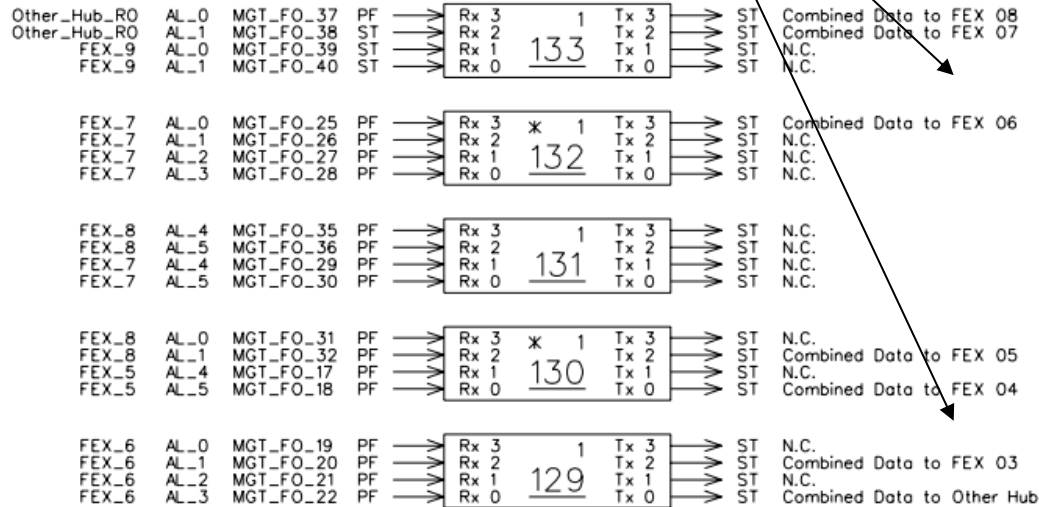 Other_Hub_RO AL_0 MGT_FO_37 PF Rx 3 1 Tx 3 ST Combined Data to FEX 08
Other_Hub_RO AL_1 MGT_FO_38 ST Rx 2 133 Tx 2 ST Combined Data to FEX 07
FEX_9 AL_0 MGT_FO_39 ST Rx 1 Tx 1 ST N.C.
FEX_9 AL_1 MGT_FO_40 ST Rx 0 Tx 0 ST N.C.
FEX_7 AL_0 MGT_FO_25 PF Rx 3 * 1 Tx 3 ST Combined Data to FEX 06
FEX_7 AL_1 MGT_FO_26 PF Rx 2 132 Tx 2 ST N.C.
FEX_7 AL_2 MGT_FO_27 PF Rx 1 Tx 1 ST N.C.
FEX_7 AL_3 MGT_FO_28 PF Rx 0 Tx 0 ST N.C.
FEX_8 AL_4 MGT_FO_35 PF Rx 3 1 Tx 3 ST N.C.
FEX_8 AL_5 MGT_FO_36 PF Rx 2 131 Tx 2 ST N.C.
FEX_7 AL_4 MGT_FO_29 PF Rx 1 Tx 1 ST N.C.
FEX_7 AL_5 MGT_FO_30 PF Rx 0 Tx 0 ST N.C.
FEX_8 AL_0 MGT_FO_31 PF Rx 3 * 1 Tx 3 ST N.C.
FEX_8 AL_1 MGT_FO_32 PF Rx 2 130 Tx 2 ST Combined Data to FEX 05
FEX_5 AL_4 MGT_FO_17 PF Rx 1 Tx 1 ST N.C.
FEX_5 AL_5 MGT_FO_18 PF Rx 0 Tx 0 ST Combined Data to FEX 04
FEX_6 AL_0 MGT_FO_19 PF Rx 3 1 Tx 3 ST N.C.
FEX_6 AL_1 MGT_FO_20 PF Rx 2 129 Tx 2 ST Combined Data to FEX 03
FEX_6 AL_2 MGT_FO_21 PF Rx 1 Tx 1 ST N.C.
FEX_6 AL_3 MGT_FO_22 PF Rx 0 Tx 0 ST Combined Data to Other Hub